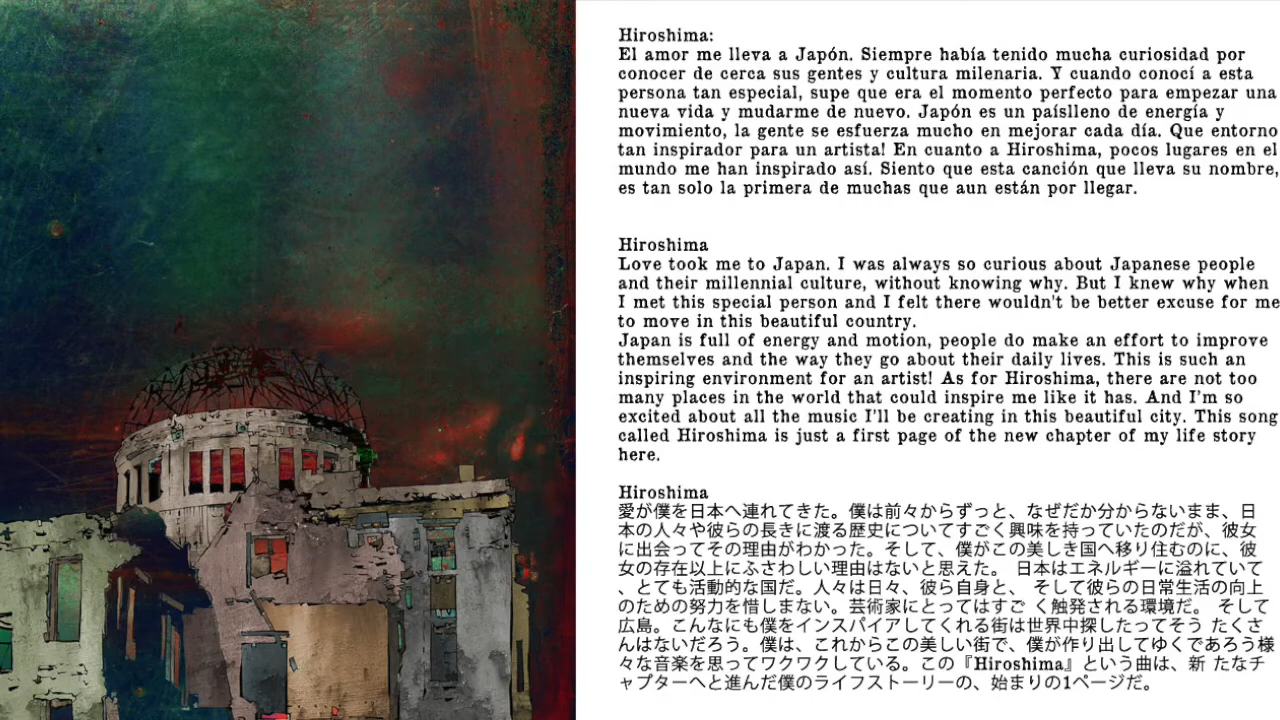 Hiroshima:
El amor me lleva a Japón. Siempre había tenido mucha curiosidad por
conocer de cerca sus gentes y cultura milenaria. Y cuando conocí a esta
persona tan especial, supe que era el momento perfecto para empezar una
nueva vida y mudarme de nuevo. Japón es un paíslleno de energía y
movimiento, la gente se esfuerza mucho en mejorar cada día. Que entorno
tan inspirador para un artista! En cuanto a Hiroshima, pocos lugares en el
mundo me han inspirado así. Siento que esta canción que lleva su nombre,
es tan solo la primera de muchas que aun están por llegar.
Hiroshima
Love took me to Japan. I was always so curious about Japanese people
and their millennial culture, without knowing why. But I knew why when
I met this special person and I felt there wouldn't be better excuse for me
to move in this beautiful country.
Japan is full of energy and motion, people do make an effort to improve
themselves and the way they go about their daily lives. This is such an
inspiring environment for an artist! As for Hiroshima, there are not too
many places in the world that could inspire me like it has. And I'm so
excited about all the music I'll be creating in this beautiful city. This song
called Hiroshima is just a first page of the new chapter of my life story
here.
Hiroshima
愛が僕を日本へ連れてきた。僕は前々からずっと、なぜだか分からないまま、日
本の人々や彼らの長きに渡る歴史についてすごく興味を持っていたのだが、彼女
に出会ってその理由がわかった。そして、僕がこの美しき国へ移り住むのに、彼
女の存在以上にふさわしい理由はないと思えた。 日本はエネルギーに溢れていて
、とても活動的な国だ。人々は日々、彼ら自身と、 そして彼らの日常生活の向上
のための努力を惜しまない。芸術家にとってはすご く触発される環境だ。 そして
広島。こんなにも僕をインスパイアしてくれる街は世界中探したってそう たくさ
んはないだろう。僕は、これからこの美しい街で、僕が作り出してゆくであろう様
々な音楽を思ってワクワクしている。この『Hiroshima』という曲は、新 たなチ
ャプターへと進んだ僕のライフストーリーの、始まりの1ページだ。